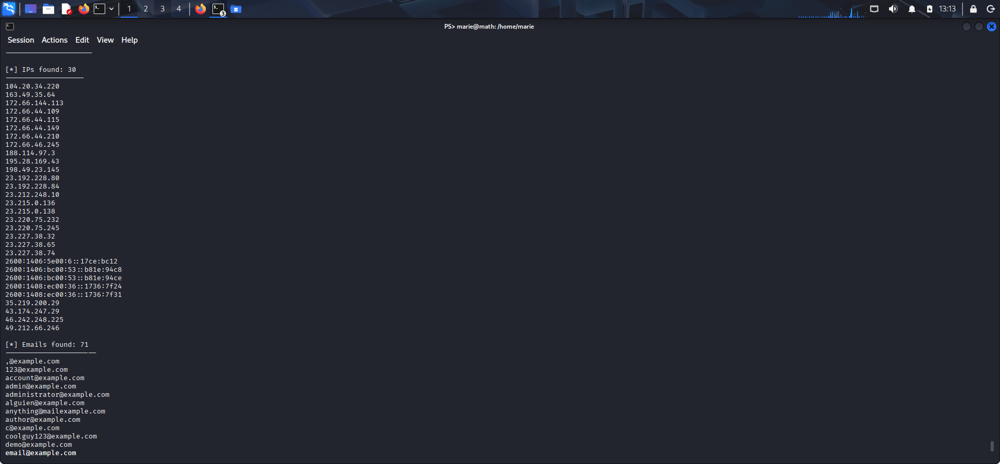 1 2 3 4
3
13:13
PS> marie@math: /home/marie
Session Actions Edit View Help
[*] IPs found: 30
104.20.34.220
163.49.35.64
172.66.144.113
172.66.44.109
172.66.44.115
172.66.44.149
172.66.44.210
172.66.46.245
188.114.97.3
195.28.169.43
198.49.23.145
23.192.228.80
23.192.228.84
23.212.248.10
23.215.0.136
23.215.0.138
23.220.75.232
23.220.75.245
23.227.38.32
23.227.38.65
23.227.38.74
2600:1406:5e00:6::17ce:bc12
2600:1406:bc00:53::b81e:94c8
2600:1406:bc00:53::b81e:94ce
2600:1408:ec00:36::1736:7f24
2600:1408:ec00:36::1736:7f31
35.219.200.29
43.174.247.29
46.242.248.225
49.212.66.246
[*] Emails found: 71
,@example.com
123@example.com
account@example.com
admin@example.com
administrator@example.com
alguien@example.com
anything@mailexample.com
author@example.com
c@example.com
coolguy123@example.com
demo@example.com
email@example.com